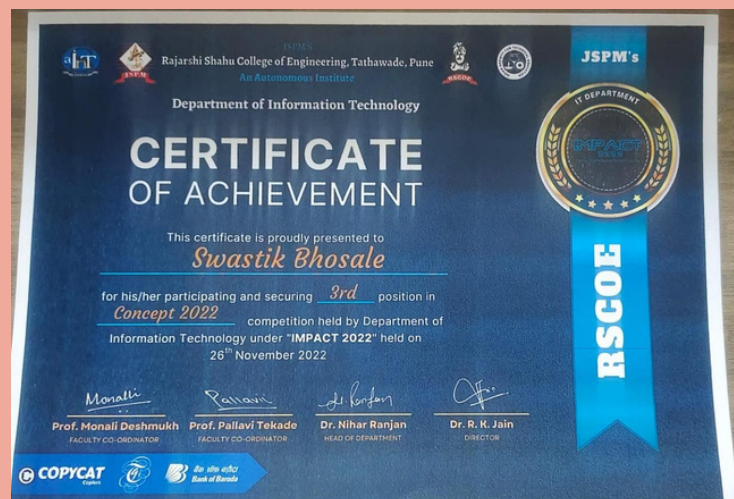 JSPM'S
Rajarshi Shahu College of Engineering, Tathawade, Pune
An Autonomous Institute
JSPM
RSCOE
Department of Information Technology
CERTIFICATE
OF ACHIEVEMENT
This certificate is proudly presented to
Swastik Bhosale
for his/her participating and securing 3rd position in
Concept 2022 competition held by Department of
Information Technology under "IMPACT 2022" held on
26th November 2022
Monalli
Pallavii
Prof. Monali Deshmukh
FACULTY CO-ORDINATOR
Prof. Pallavi Tekade
FACULTY CO-ORDINATOR
Dr. Nihar Ranjan
HEAD OF DEPARTMENT
Dr. R. K. Jain
DIRECTOR
COPYCAT
Copiers
Bank of Baroda
JSPM's
IT DEPARTMENT
IMPACT
RSCOE